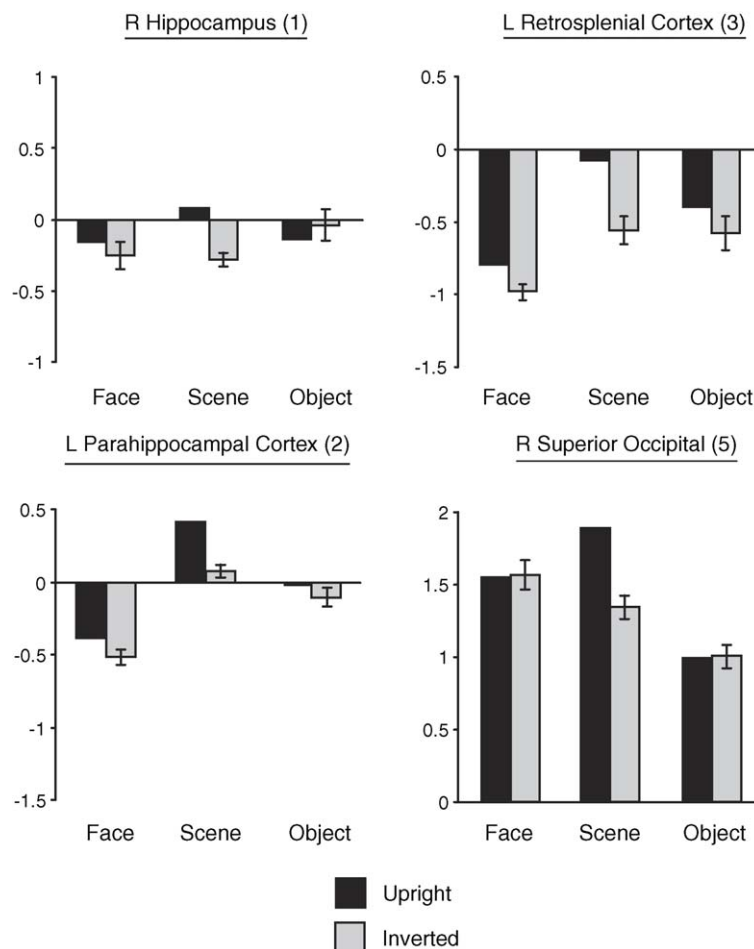 R Hippocampus (1)
1
0.5
0
-0.5
-1
Face Scene Object
L Retrosplenial Cortex (3)
0.5
0
-0.5
-1
-1.5
Face Scene Object
L Parahippocampal Cortex (2)
0.5
0
-0.5
-1
-1.5
Face Scene Object
R Superior Occipital (5)
2
1.5
1
0.5
0
Face Scene Object
Upright
Inverted